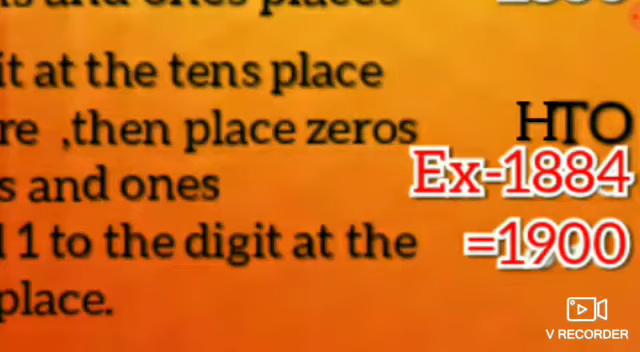 it at the tens place
re ,then place zeros
HTO
Ex-1884
s and ones
1 to the digit at the
=1900
place.
V RECORDER